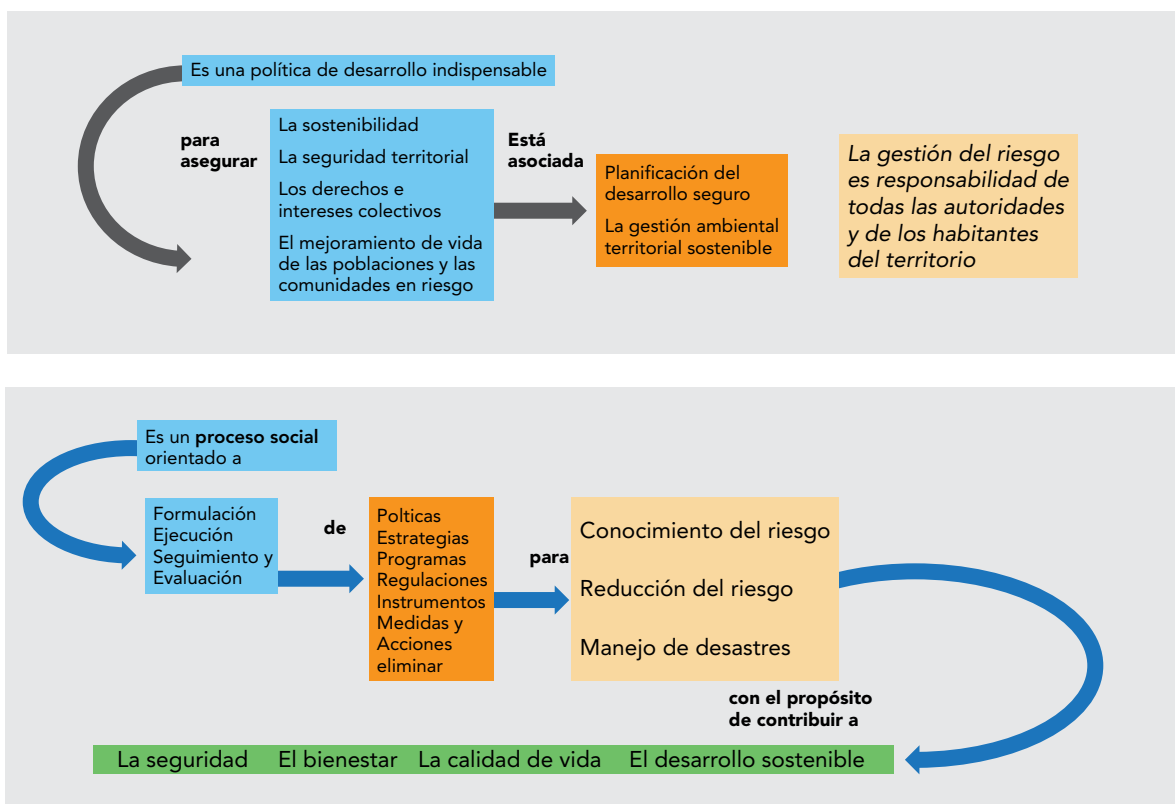 Es una política de desarrollo indispensable
para
asegurar
La sostenibilidad
La seguridad territorial
Los derechos e
intereses colectivos
El mejoramiento de vida
de las poblaciones y las
comunidades en riesgo
Está
asociada
Planificación del
desarrollo seguro
La gestión ambiental
territorial sostenible
La gestión del riesgo
es responsabilidad de
todas las autoridades
y de los habitantes
del territorio
Es un proceso social
orientado a
Formulación
Ejecución
Seguimiento y
Evaluación
de
Polticas
Estrategias
Programas
Regulaciones
Instrumentos
Medidas y
Acciones
eliminar
para
Conocimiento del riesgo
Reducción del riesgo
Manejo de desastres
con el propósito
de contribuir a
La seguridad El bienestar La calidad de vida El desarrollo sostenible